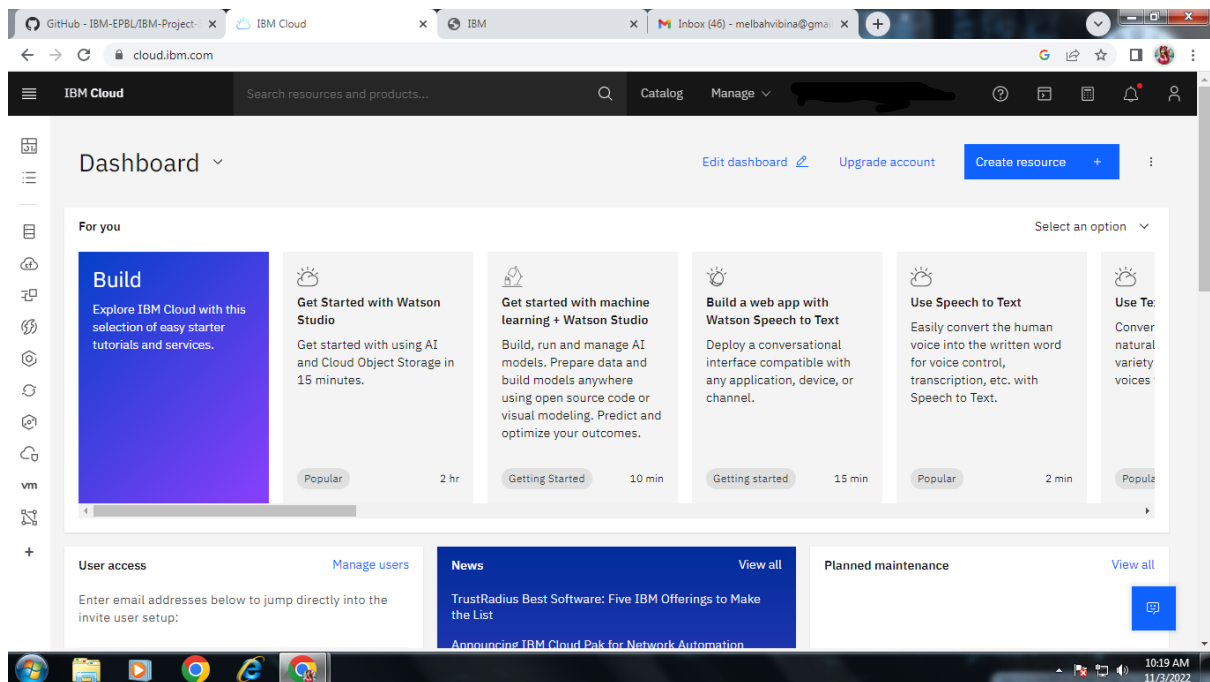 GitHub - IBM-EPBL/IBM-Project-
IBM Cloud
IBM
Inbox (46) - melbahvibina@gmai
cloud.ibm.com
IBM Cloud
Search resources and products...
Catalog
Manage
Dashboard
Edit dashboard
Upgrade account
Create resource +
For you
Select an option
Build
Explore IBM Cloud with this
selection of easy starter
tutorials and services.
Get Started with Watson
Studio
Get started with using AI
and Cloud Object Storage in
15 minutes.
Popular
2 hr
Get started with machine
learning + Watson Studio
Build, run and manage AI
models. Prepare data and
build models anywhere
using open source code or
visual modeling. Predict and
optimize your outcomes.
Getting Started
10 min
Build a web app with
Watson Speech to Text
Deploy a conversational
interface compatible with
any application, device, or
channel.
Getting started
15 min
Use Speech to Text
Easily convert the human
voice into the written word
for voice control,
transcription, etc. with
Speech to Text.
Popular
2 min
Use Te
Conver
natural
variety
voices
Popula
vm
User access
Manage users
Enter email addresses below to jump directly into the
invite user setup:
News
View all
TrustRadius Best Software: Five IBM Offerings to Make
the List
Announcing IBM Cloud Pak for Network Automation
Planned maintenance
View all
10:19 AM
11/3/2022